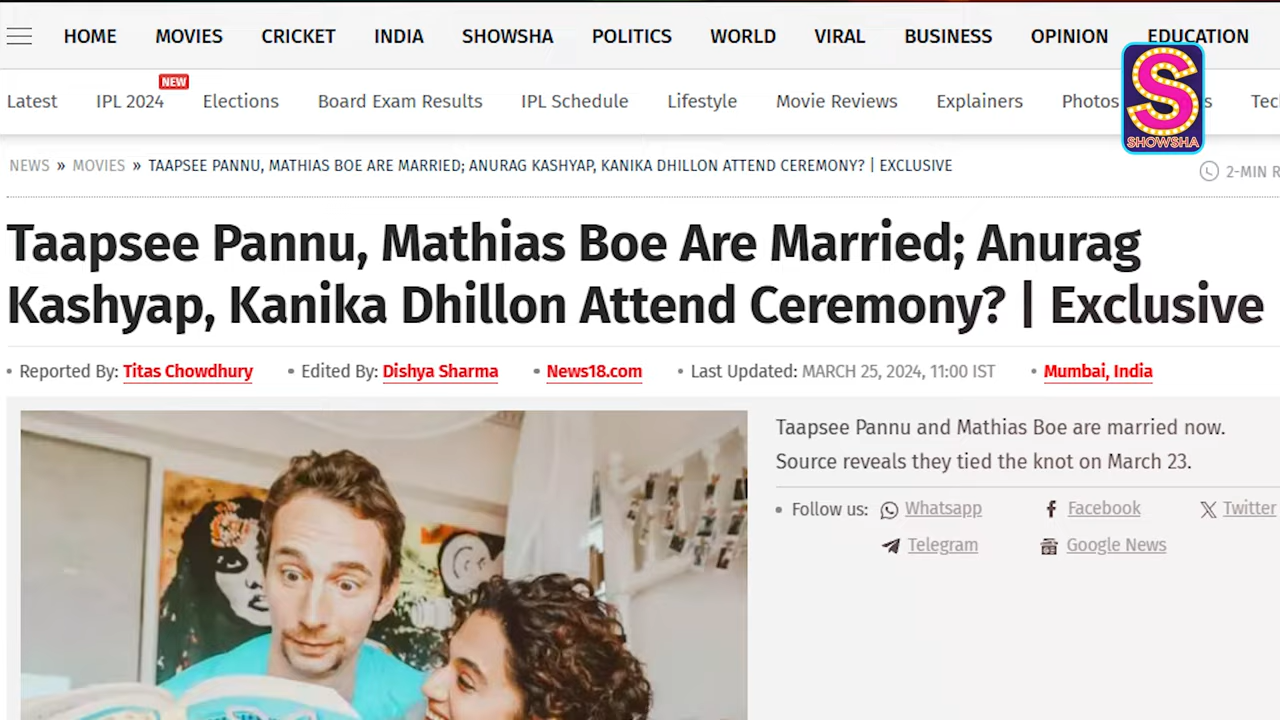 HOME MOVIES CRICKET INDIA SHOWSHA POLITICS WORLD VIRAL BUSINESS OPINION EDUCATION
NEW
Latest IPL 2024 Elections Board Exam Results IPL Schedule Lifestyle Movie Reviews Explainers Photos
S
SHOWSHA
NEWS » MOVIES » TAAPSEE PANNU, MATHIAS BOE ARE MARRIED; ANURAG KASHYAP, KANIKA DHILLON ATTEND CEREMONY? | EXCLUSIVE
2-MIN R
Taapsee Pannu, Mathias Boe Are Married; Anurag
Kashyap, Kanika Dhillon Attend Ceremony? | Exclusive
• Reported By: Titas Chowdhury • Edited By: Dishya Sharma • News18.com • Last Updated: MARCH 25, 2024, 11:00 IST • Mumbai, India
Taapsee Pannu and Mathias Boe are married now.
Source reveals they tied the knot on March 23.
• Follow us: Whatsapp Facebook Twitter
Telegram Google News